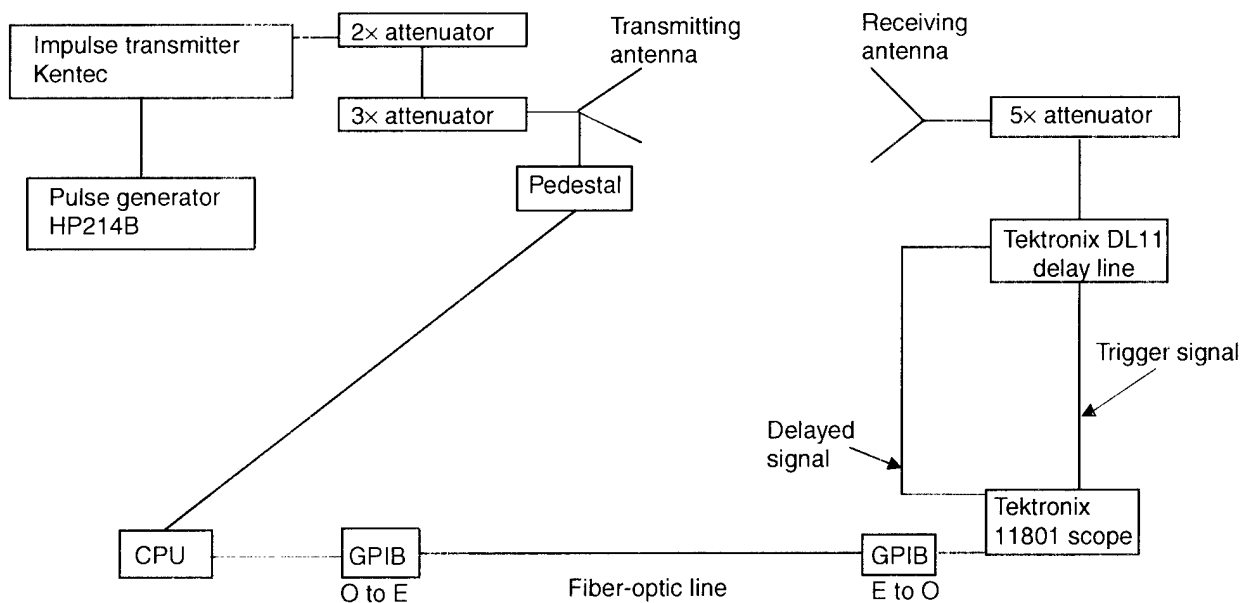 Impulse transmitter
Kentec
2× attenuator
3× attenuator
Transmitting
antenna
Receiving
antenna
5× attenuator
Pulse generator
HP214B
Pedestal
Tektronix DL11
delay line
Trigger signal
Delayed
signal
Tektronix
11801 scope
CPU
GPIB
O to E
Fiber-optic line
GPIB
E to O